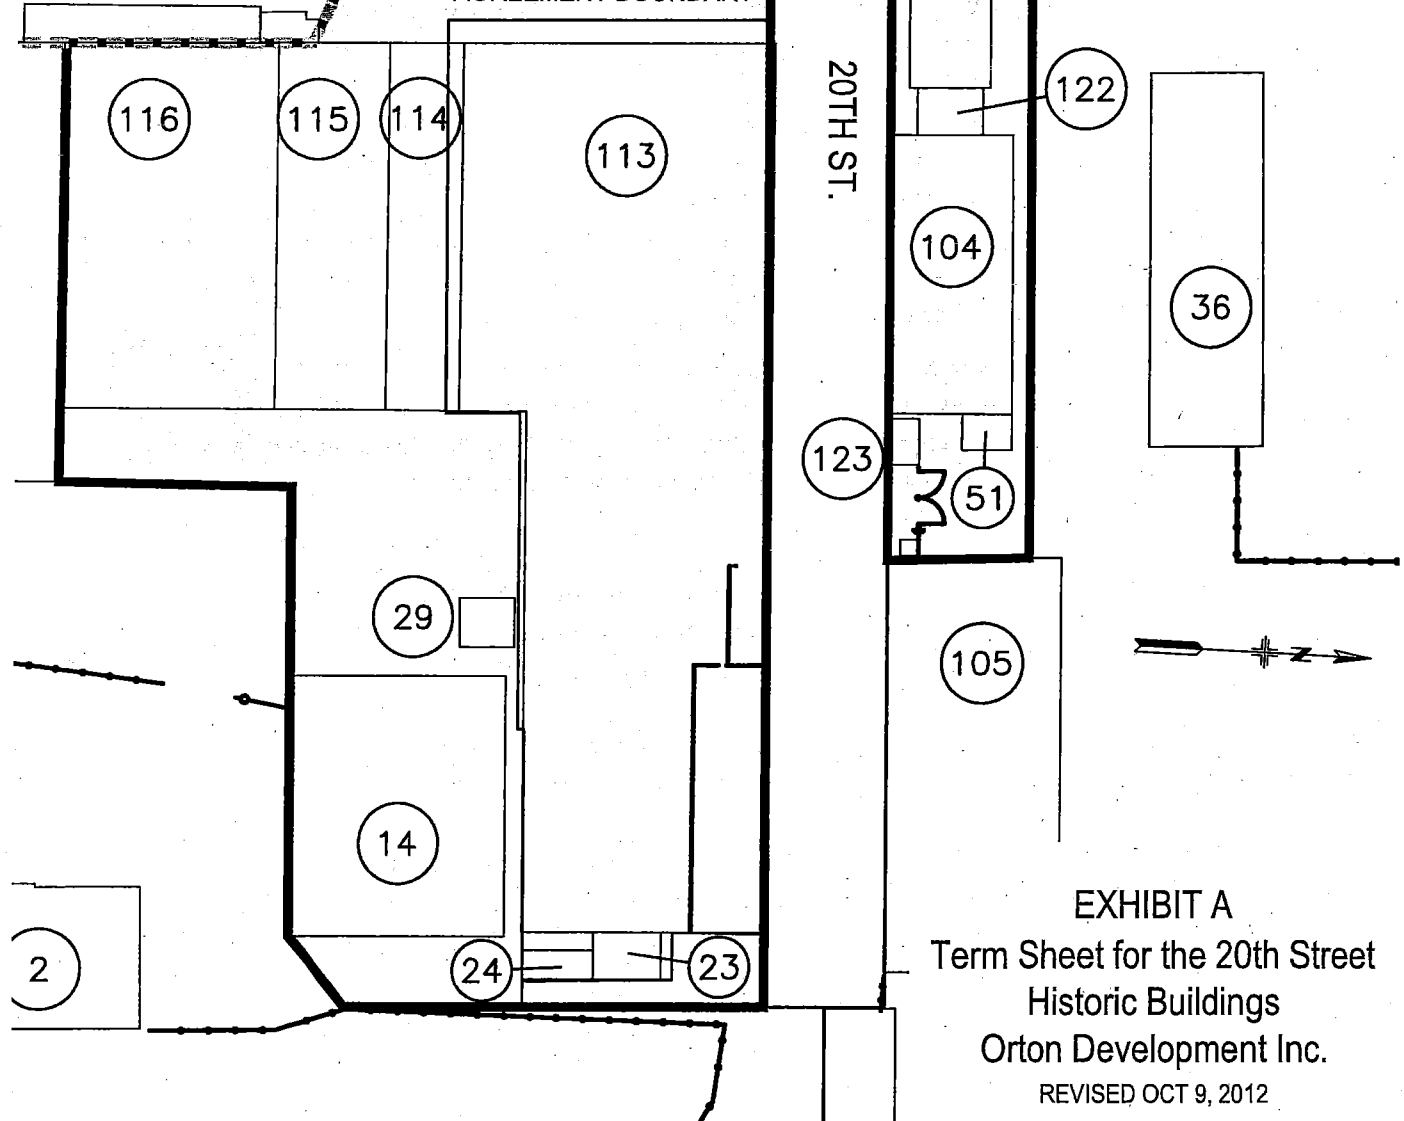 116
115
114
113
20TH ST.
122
104
36
123
51
29
105
N
14
2
24
23
EXHIBIT A
Term Sheet for the 20th Street
Historic Buildings
Orton Development Inc.
REVISED OCT 9, 2012